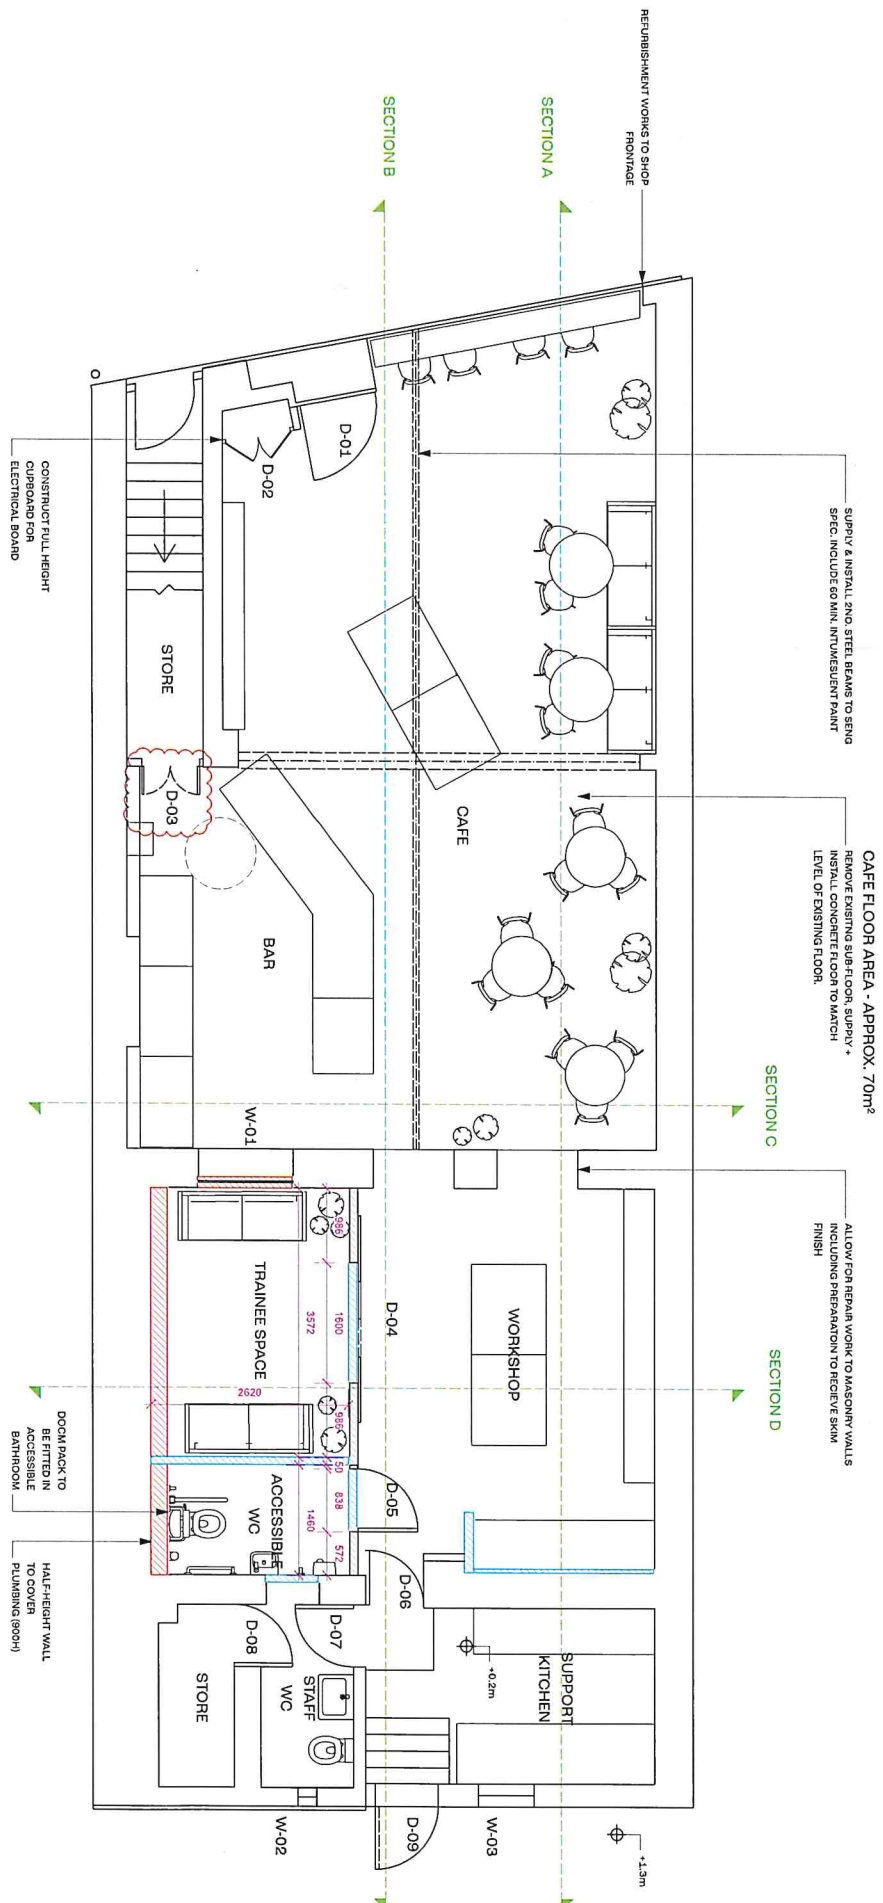 REFURBISHMENT WORKS TO SHOP
FRONTAGE
SECTION B
SECTION A
SUPPLY & INSTALL 2NO. STEEL BEAMS TO SENG
SPEC. INCLUDE 60 MIN. INTUMESUENT PAINT
CAFE FLOOR AREA - APPROX. 70m²
REMOVE EXISITNG SUB-FLOOR, SUPPLY +
INSTALL CONCRETE FLOOR TO MATCH
LEVEL OF EXISTING FLOOR.
SECTION C
ALLOW FOR REPAIR WORK TO MASONRY WALLS
INCLUDING PREPARATOIN TO RECIEVE SKIM
FINISH
SECTION D
D-01
D-02
CONSTRUCT FULL HEIGHT
CUPBOARD FOR
ELECTRICAL BOARD
STORE
D-03
CAFE
BAR
W-01
TRAINEE SPACE
986
1600
3572
2620
986
50
838
1460
572
D-04
WORKSHOP
D-05
ACCESSIBLE
WC
DOCM PACK TO
BE FITTED IN
ACCESSIBLE
BATHROOM
HALF-HEIGHT WALL
TO COVER
PLUMBING (900H)
D-06
D-07
D-08
STORE
STAFF
WC
SUPPORT
KITCHEN
+0.2m
W-02
D-09
W-03
+1.3m